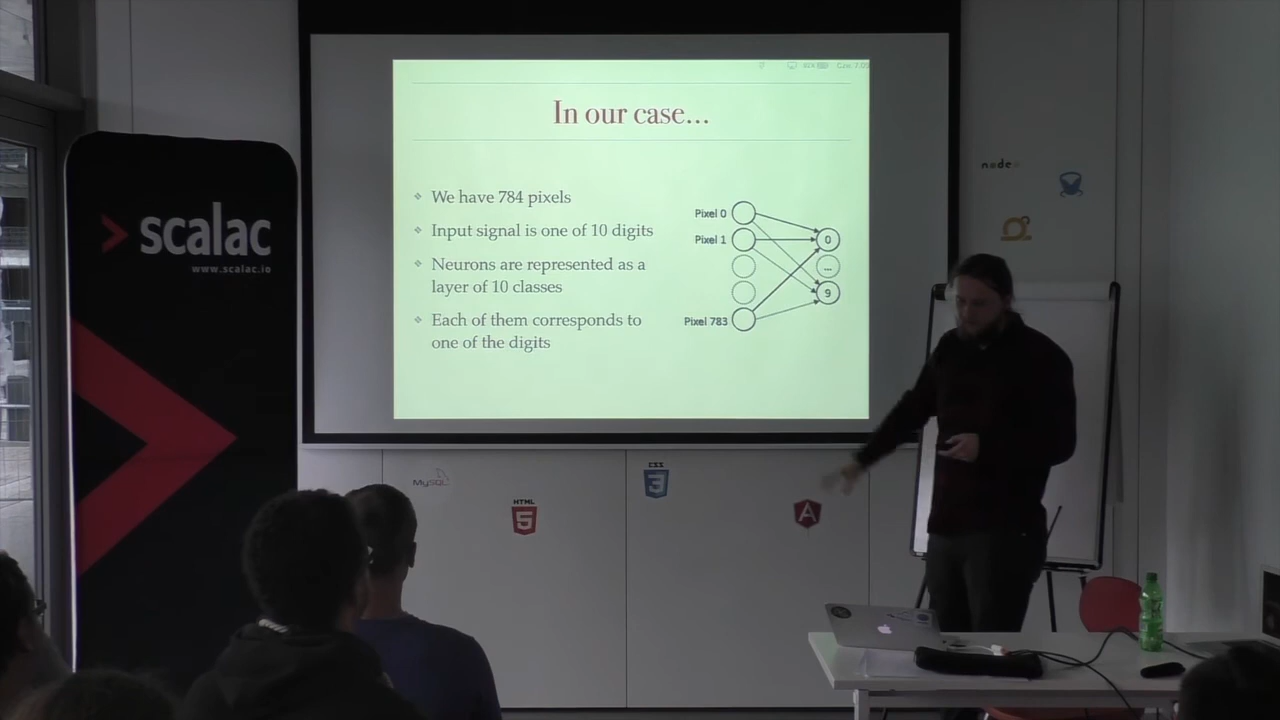 In our case...
We have 784 pixels
Input signal is one of 10 digits
Neurons are represented as a
layer of 10 classes
Each of them corresponds to
one of the digits
Pixel 0
Pixel 1
Pixel 783
0
...
9
scalac
www.scalac.io
node
MySQL
HTML
5
CSS
3
A